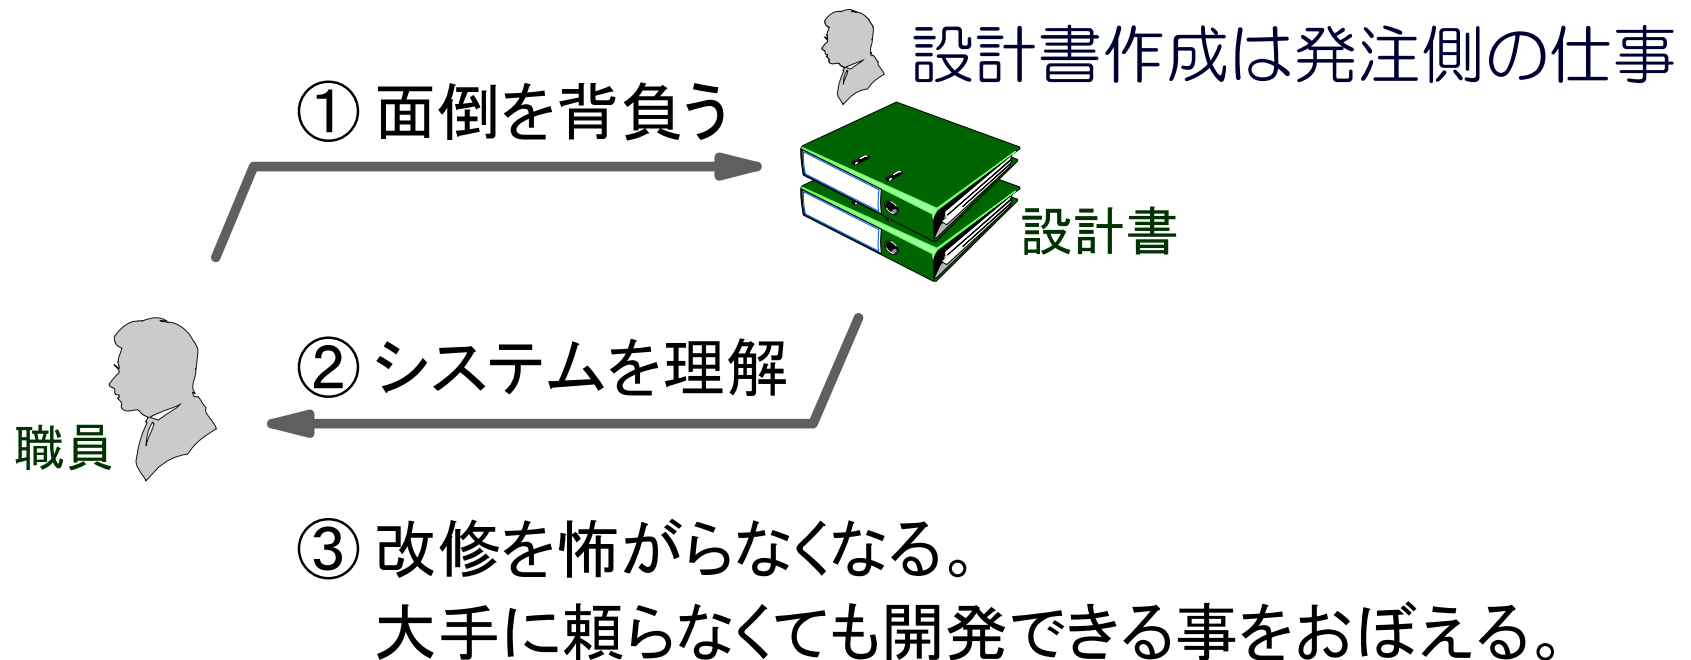 設計書作成は発注側の仕事
① 面倒を背負う
設計書
② システムを理解
職員
③ 改修を怖がらなくなる。
大手に頼らなくても開発できる事をおぼえる。